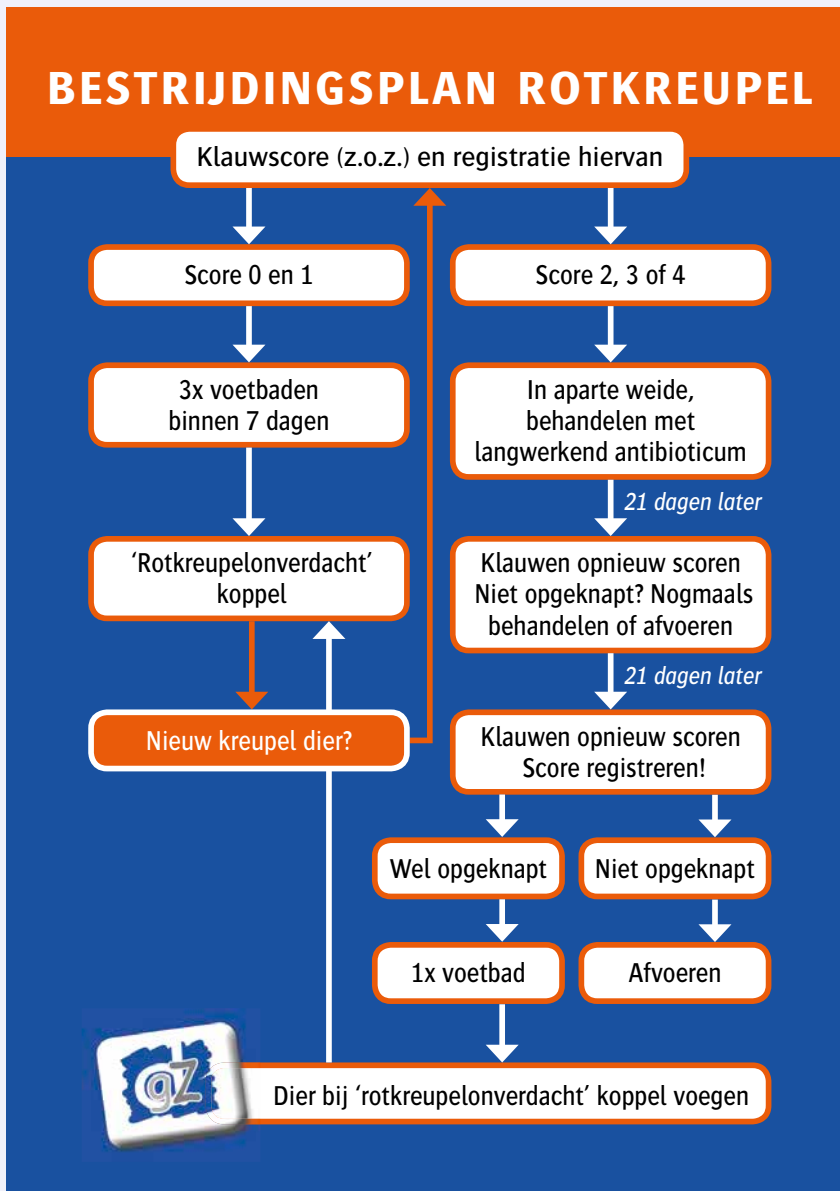 BESTRIJDINGSPLAN ROTKREUPEL
Klauwscore (z.o.z.) en registratie hiervan
Score 0 en 1
3x voetbaden
binnen 7 dagen
‘Rotkreupelonverdacht’
koppel
Nieuw kreupel dier?
Score 2, 3 of 4
In aparte weide,
behandelen met
langwerkend antibioticum
21 dagen later
Klauwen opnieuw scoren
Niet opgeknapt? Nogmaals
behandelen of afvoeren
21 dagen later
Klauwen opnieuw scoren
Score registreren!
Wel opgeknapt
Niet opgeknapt
1x voetbad
Afvoeren
gZ
Dier bij ‘rotkreupelonverdacht’ koppel voegen